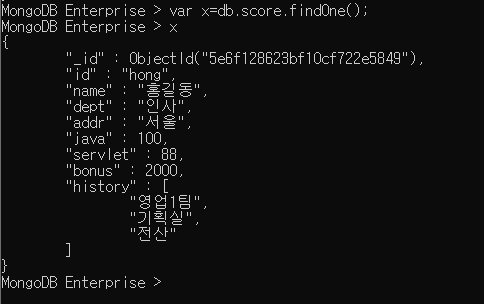 MongoDB Enterprise > var x=db.score.findOne();
MongoDB Enterprise > x
{
"_id" : ObjectId("5e6f128623bf10cf722e5849"),
"id" : "hong",
"name" : "홍길동",
"dept" : "인사",
"addr" : "서울",
"java" : 100,
"servlet" : 88,
"bonus" : 2000,
"history" : [
"영업1팀",
"기획실",
"전산"
]
}
MongoDB Enterprise >